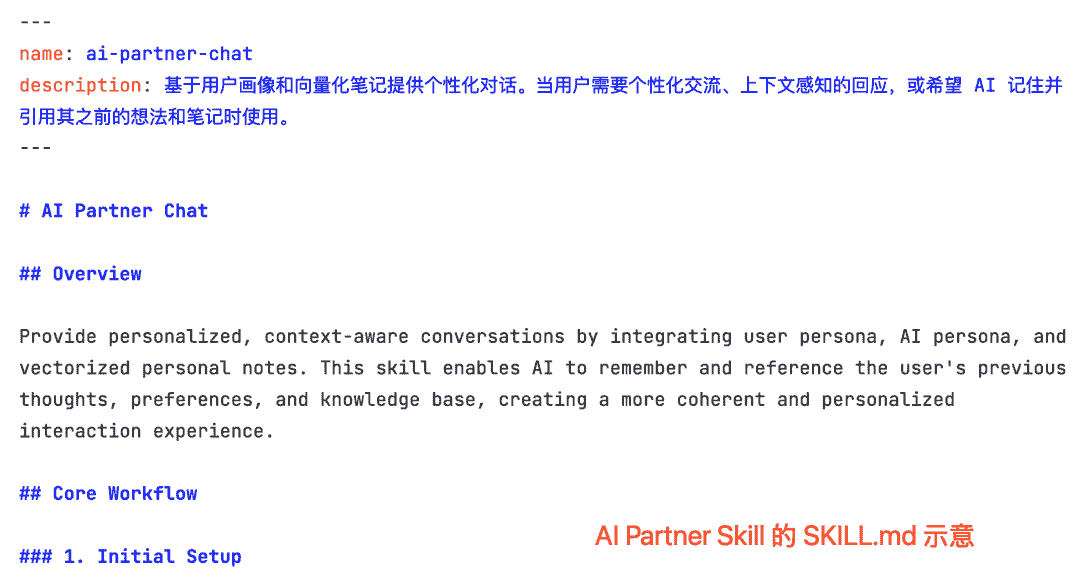 ---
name: ai-partner-chat
description: 基于用户画像和向量化笔记提供个性化对话。当用户需要个性化交流、上下文感知的回应，或希望 AI 记住并
引用其之前的想法和笔记时使用。
---
# AI Partner Chat
## Overview
Provide personalized, context-aware conversations by integrating user persona, AI persona, and
vectorized personal notes. This skill enables AI to remember and reference the user's previous
thoughts, preferences, and knowledge base, creating a more coherent and personalized
interaction experience.
## Core Workflow
AI Partner Skill 的 SKILL.md 示意
### 1. Initial Setup